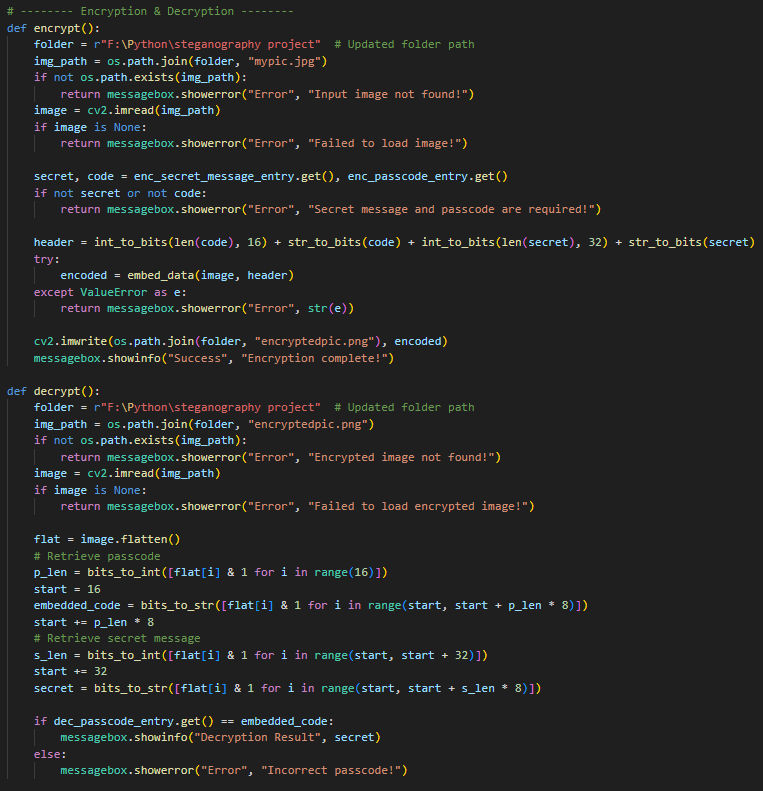 # -------- Encryption & Decryption --------
def encrypt():
    folder = r"F:\Python\steganography project"  # Updated folder path
    img_path = os.path.join(folder, "mypic.jpg")
    if not os.path.exists(img_path):
        return messagebox.showerror("Error", "Input image not found!")
    image = cv2.imread(img_path)
    if image is None:
        return messagebox.showerror("Error", "Failed to load image!")

    secret, code = enc_secret_message_entry.get(), enc_passcode_entry.get()
    if not secret or not code:
        return messagebox.showerror("Error", "Secret message and passcode are required!")

    header = int_to_bits(len(code), 16) + str_to_bits(code) + int_to_bits(len(secret), 32) + str_to_bits(secret)
    try:
        encoded = embed_data(image, header)
    except ValueError as e:
        return messagebox.showerror("Error", str(e))

    cv2.imwrite(os.path.join(folder, "encryptedpic.png"), encoded)
    messagebox.showinfo("Success", "Encryption complete!")

def decrypt():
    folder = r"F:\Python\steganography project"  # Updated folder path
    img_path = os.path.join(folder, "encryptedpic.png")
    if not os.path.exists(img_path):
        return messagebox.showerror("Error", "Encrypted image not found!")
    image = cv2.imread(img_path)
    if image is None:
        return messagebox.showerror("Error", "Failed to load encrypted image!")

    flat = image.flatten()
    # Retrieve passcode
    p_len = bits_to_int([flat[i] & 1 for i in range(16)])
    start = 16
    embedded_code = bits_to_str([flat[i] & 1 for i in range(start, start + p_len * 8)])
    start += p_len * 8
    # Retrieve secret message
    s_len = bits_to_int([flat[i] & 1 for i in range(start, start + 32)])
    start += 32
    secret = bits_to_str([flat[i] & 1 for i in range(start, start + s_len * 8)])

    if dec_passcode_entry.get() == embedded_code:
        messagebox.showinfo("Decryption Result", secret)
    else:
        messagebox.showerror("Error", "Incorrect passcode!")